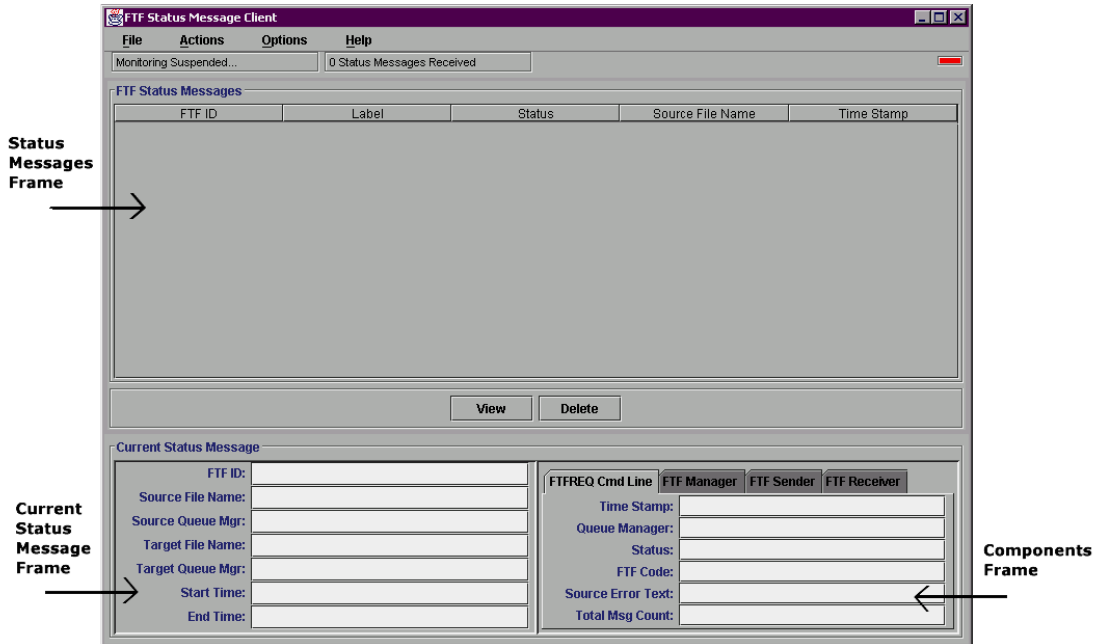 FTF Status Message Client
File Actions Options Help
Monitoring Suspended... 0 Status Messages Received
FTF Status Messages
FTF ID Label Status Source File Name Time Stamp
Status
Messages
Frame
View Delete
Current Status Message
FTF ID:
Source File Name:
Source Queue Mgr:
Target File Name:
Target Queue Mgr:
Start Time:
End Time:
FTFREQ Cmd Line FTF Manager FTF Sender FTF Receiver
Time Stamp:
Queue Manager:
Status:
FTF Code:
Source Error Text:
Total Msg Count:
Current
Status
Message
Frame
Components
Frame